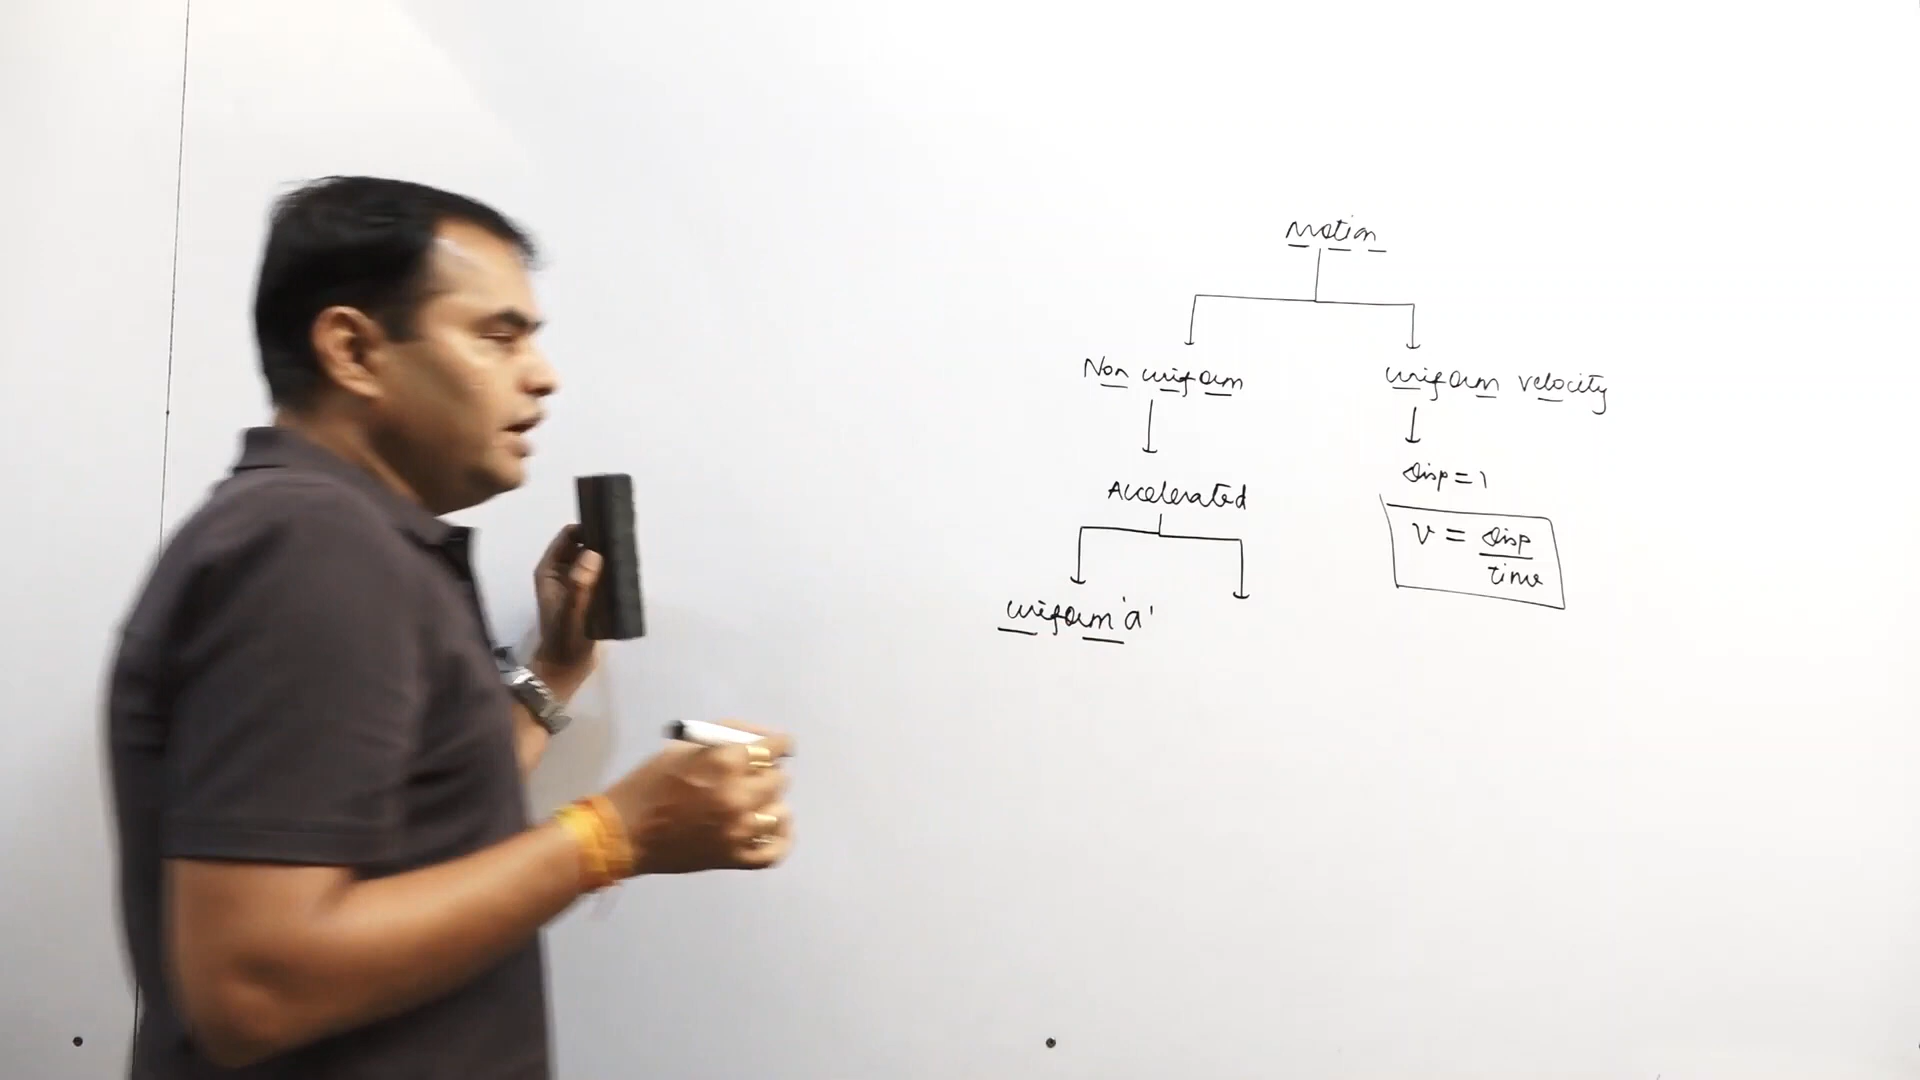 Motion
Non uniform
uniform velocity
Accelerated
disp = 1
v = disp
time
uniform 'a'